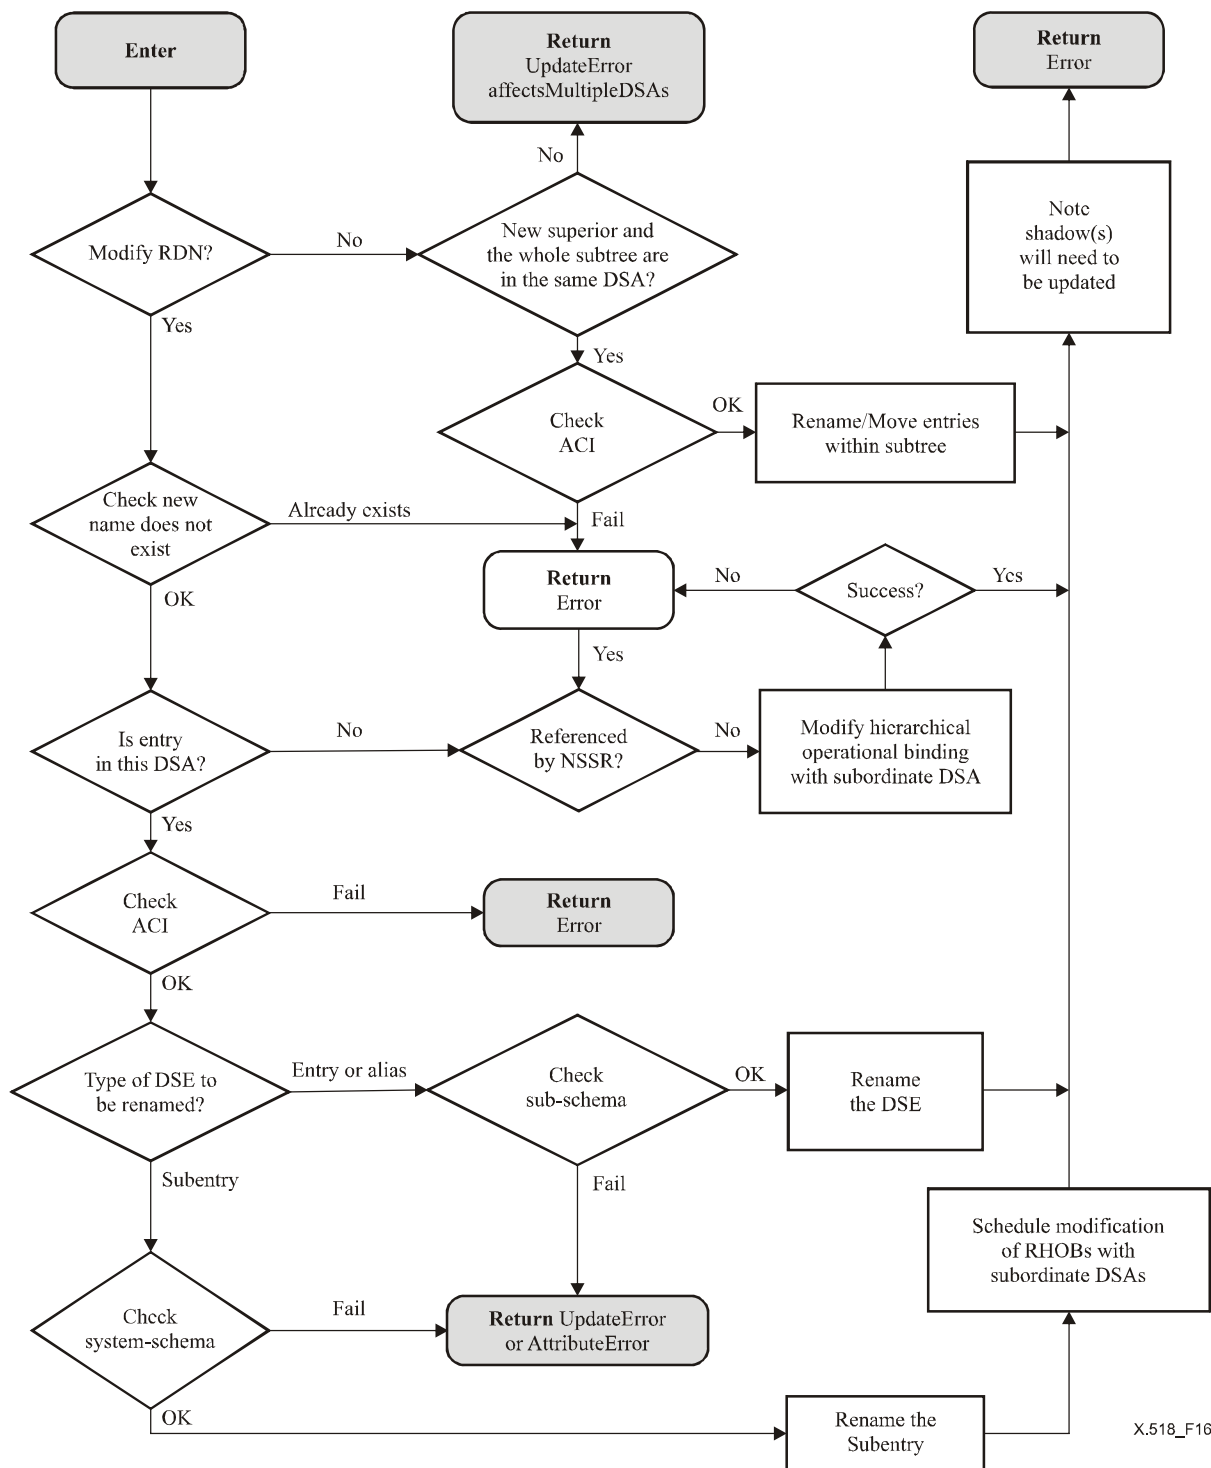 Enter
Return
UpdateError
affectsMultipleDSAs
Return
Error
No
Modify RDN?
No
New superior and
the whole subtree are
in the same DSA?
Note
shadow(s)
will need to
be updated
Yes
Yes
Check
ACI
OK
Rename/Move entries
within subtree
Check new
name does not
exist
Already exists
Fail
Return
Error
No
Success?
Yes
OK
Yes
Is entry
in this DSA?
No
Referenced
by NSSR?
No
Modify hierarchical
operational binding
with subordinate DSA
Yes
Check
ACI
Fail
Return
Error
OK
Type of DSE to
be renamed?
Entry or alias
Check
sub-schema
OK
Rename
the DSE
Subentry
Fail
Schedule modification
of RHOBs with
subordinate DSAs
Check
system-schema
Fail
Return UpdateError
or AttributeError
OK
Rename the
Subentry
X.518_F16